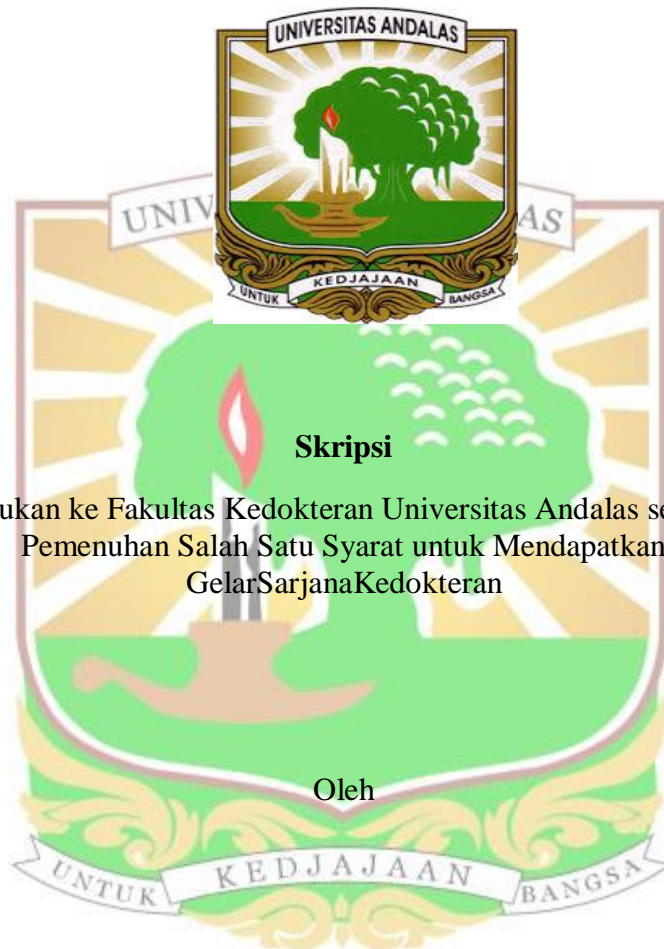 UNIVERSITAS ANDALAS
UNTUK KEDJAJAAN BANGSA
UNIV AS
Skripsi
ukan ke Fakultas Kedokteran Universitas Andalas se
Pemenuhan Salah Satu Syarat untuk Mendapatkan
GelarSarjanaKedokteran
Oleh
UNTUK KEDJAJAAN BANGSA